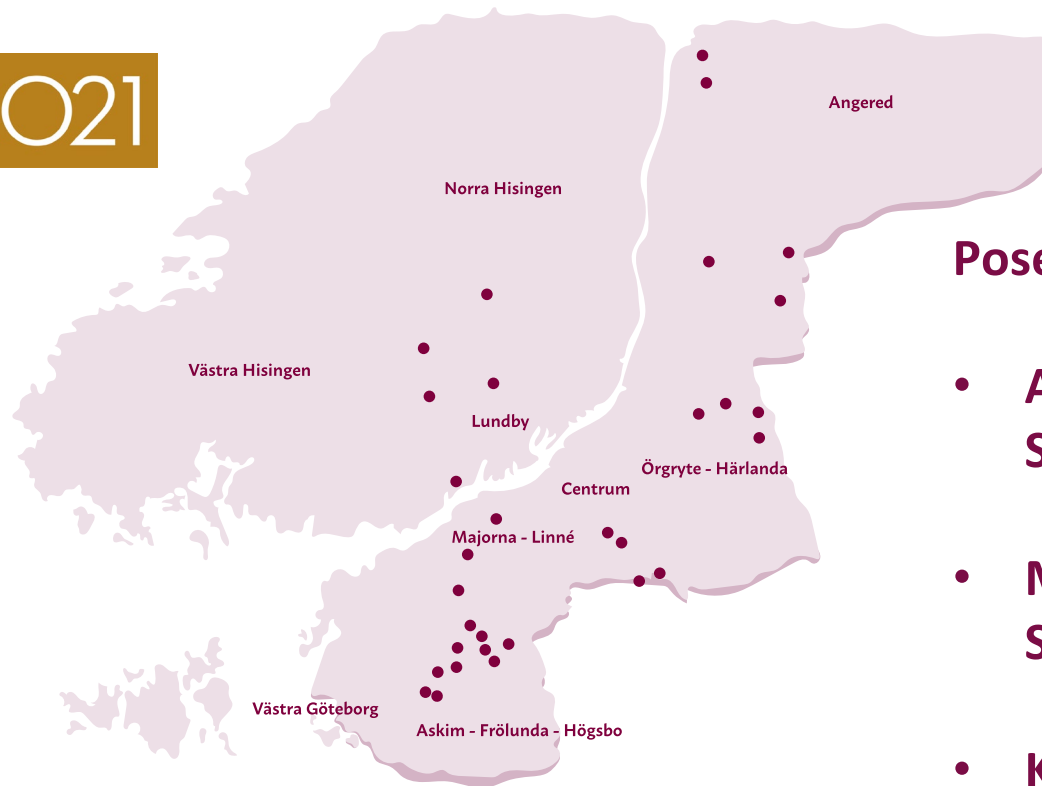 O21
Angered
Norra Hisingen
Pose
Västra Hisingen
• A
Lundby
S
Örgryte - Härlanda
Centrum
Majorna - Linné
• M
S
Västra Göteborg
Askim - Frölunda - Högsbo
• K